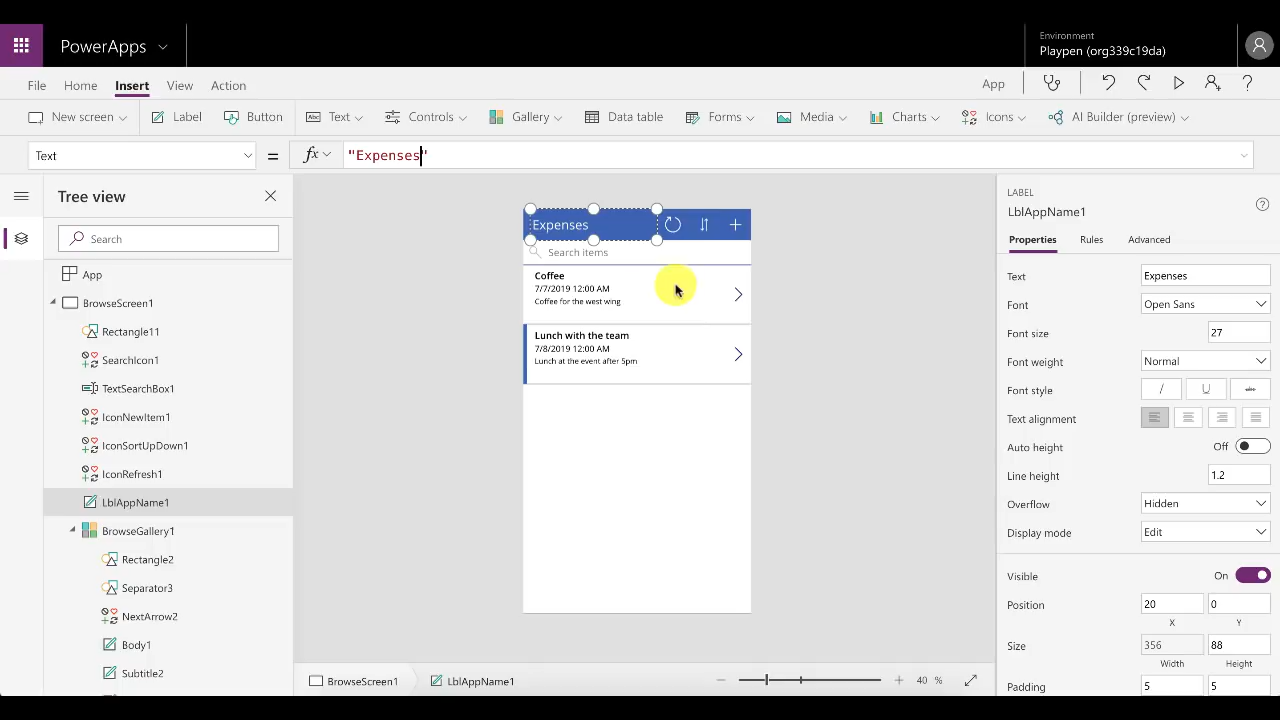 PowerApps
Environment
Playpen (org339c19da)
File Home Insert View Action App ?
New screen Label Button Abc Text Controls Gallery Data table Forms Media Charts Icons AI Builder (preview)
Text = fx "Expenses"
Tree view
Search
App
BrowseScreen1
Rectangle11
SearchIcon1
TextSearchBox1
IconNewItem1
IconSortUpDown1
IconRefresh1
LblAppName1
BrowseGallery1
Rectangle2
Separator3
NextArrow2
Body1
Subtitle2
Expenses
Search items
Coffee
7/7/2019 12:00 AM
Coffee for the west wing
Lunch with the team
7/8/2019 12:00 AM
Lunch at the event after 5pm
BrowseScreen1 LblAppName1 40 %
LABEL
LblAppName1
Properties Rules Advanced
Text Expenses
Font Open Sans
Font size 27
Font weight Normal
Font style / U abc
Text alignment
Auto height Off
Line height 1.2
Overflow Hidden
Display mode Edit
Visible On
Position 20 0
X Y
Size 356 88
Width Height
Padding 5 5